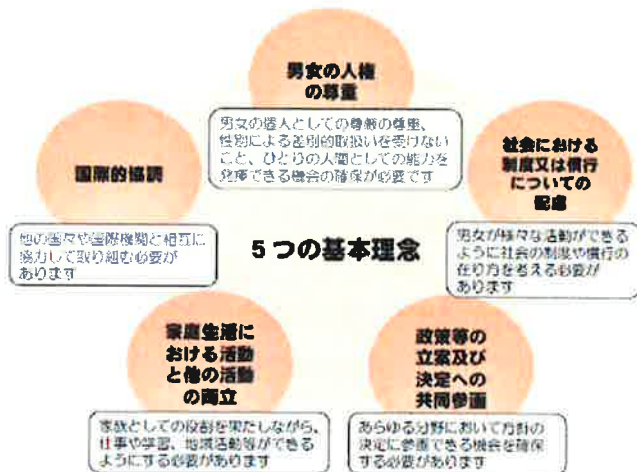 男女の人権
の尊重
男女の個人としての尊厳の尊重、
性別による差別的取扱いを受けない
こと、ひとりの人間としての能力を
発揮できる機会の確保が必要です
社会における
制度又は慣行
についての
配慮
男女が様々な活動ができる
ように社会の制度や慣行の
在り方を考える必要が
あります
国際的協調
他の国々や国際機関と相互に
協力して取り組む必要が
あります
5つの基本理念
家庭生活に
おける活動
と他の活動
の両立
家族としての役割を果たしながら、
仕事や学習、地域活動等ができる
ようにする必要があります
政策等の
立案及び
決定への
共同参画
あらゆる分野において方針の
決定に参画できる機会を確保
する必要があります